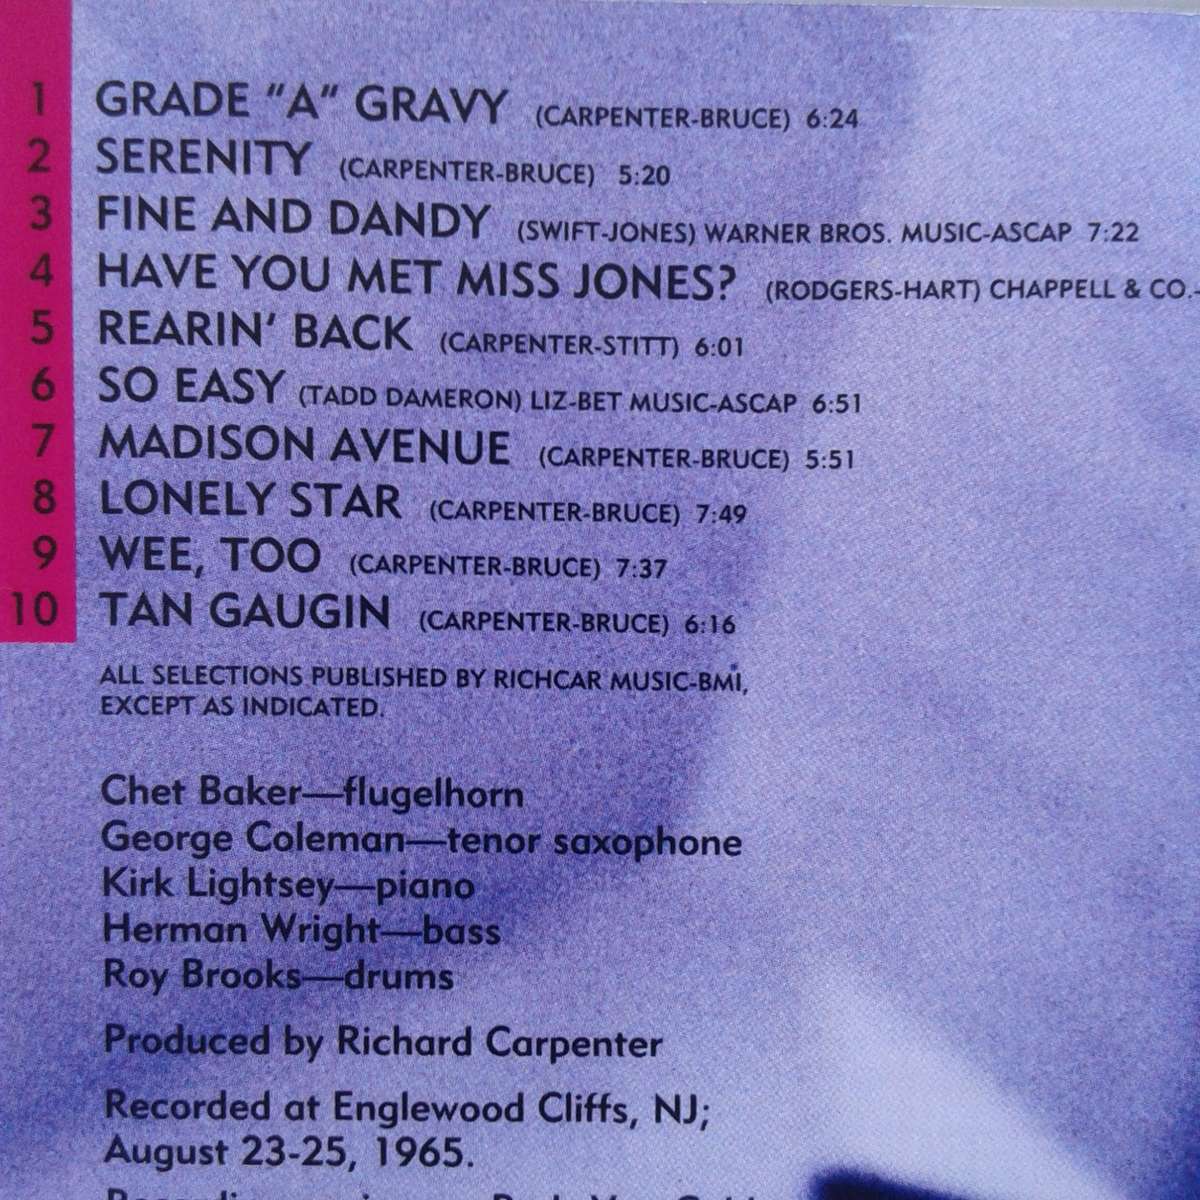 1 GRADE "A" GRAVY (CARPENTER-BRUCE) 6:24
2 SERENITY (CARPENTER-BRUCE) 5:20
3 FINE AND DANDY (SWIFT-JONES) WARNER BROS. MUSIC-ASCAP 7:22
4 HAVE YOU MET MISS JONES? (RODGERS-HART) CHAPPELL & CO.-
5 REARIN' BACK (CARPENTER-STITT) 6:01
6 SO EASY (TADD DAMERON) LIZ-BET MUSIC-ASCAP 6:51
7 MADISON AVENUE (CARPENTER-BRUCE) 5:51
8 LONELY STAR (CARPENTER-BRUCE) 7:49
9 WEE, TOO (CARPENTER-BRUCE) 7:37
10 TAN GAUGIN (CARPENTER-BRUCE) 6:16
ALL SELECTIONS PUBLISHED BY RICHCAR MUSIC-BMI,
EXCEPT AS INDICATED.
Chet Baker—flugelhorn
George Coleman—tenor saxophone
Kirk Lightsey—piano
Herman Wright—bass
Roy Brooks—drums
Produced by Richard Carpenter
Recorded at Englewood Cliffs, NJ;
August 23-25, 1965.